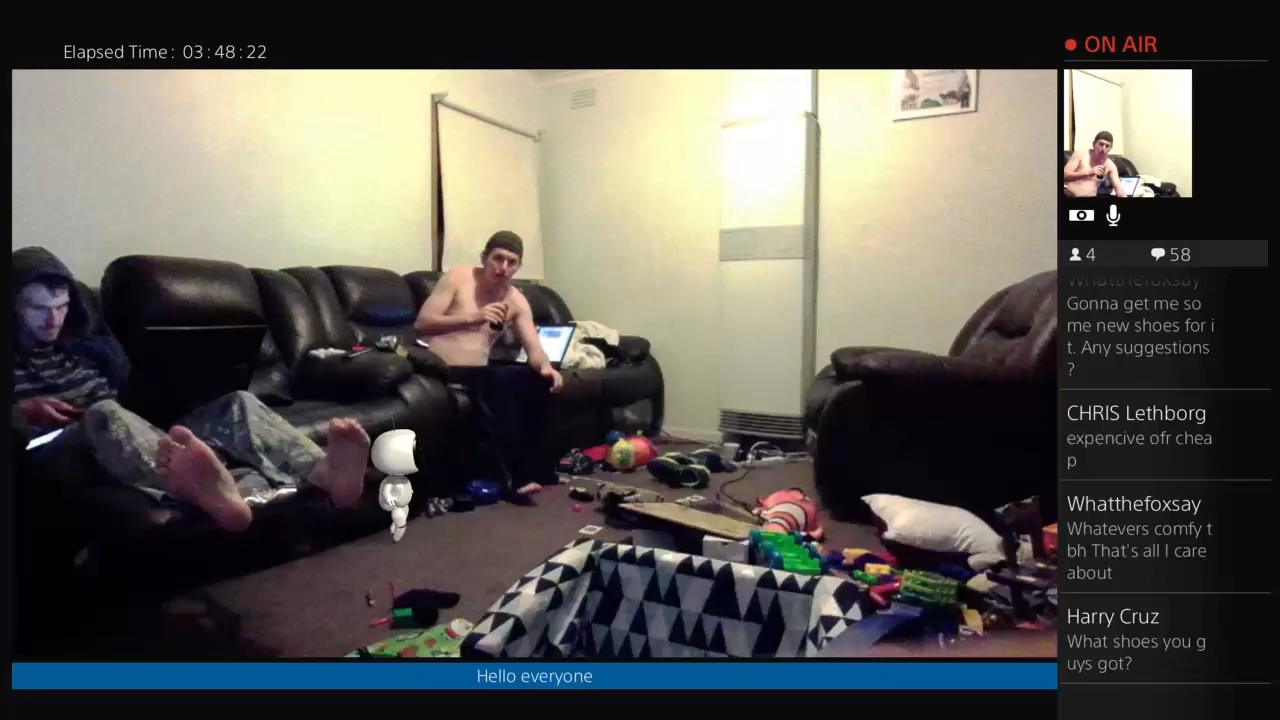 Elapsed Time: 03:48:22
ON AIR
4
58
Whatthefoxsay
Gonna get me so
me new shoes for i
t. Any suggestions
?
CHRIS Lethborg
expencive ofr chea
p
Whatthefoxsay
Whatevers comfy t
bh That's all I care
about
Harry Cruz
What shoes you g
uys got?
Hello everyone